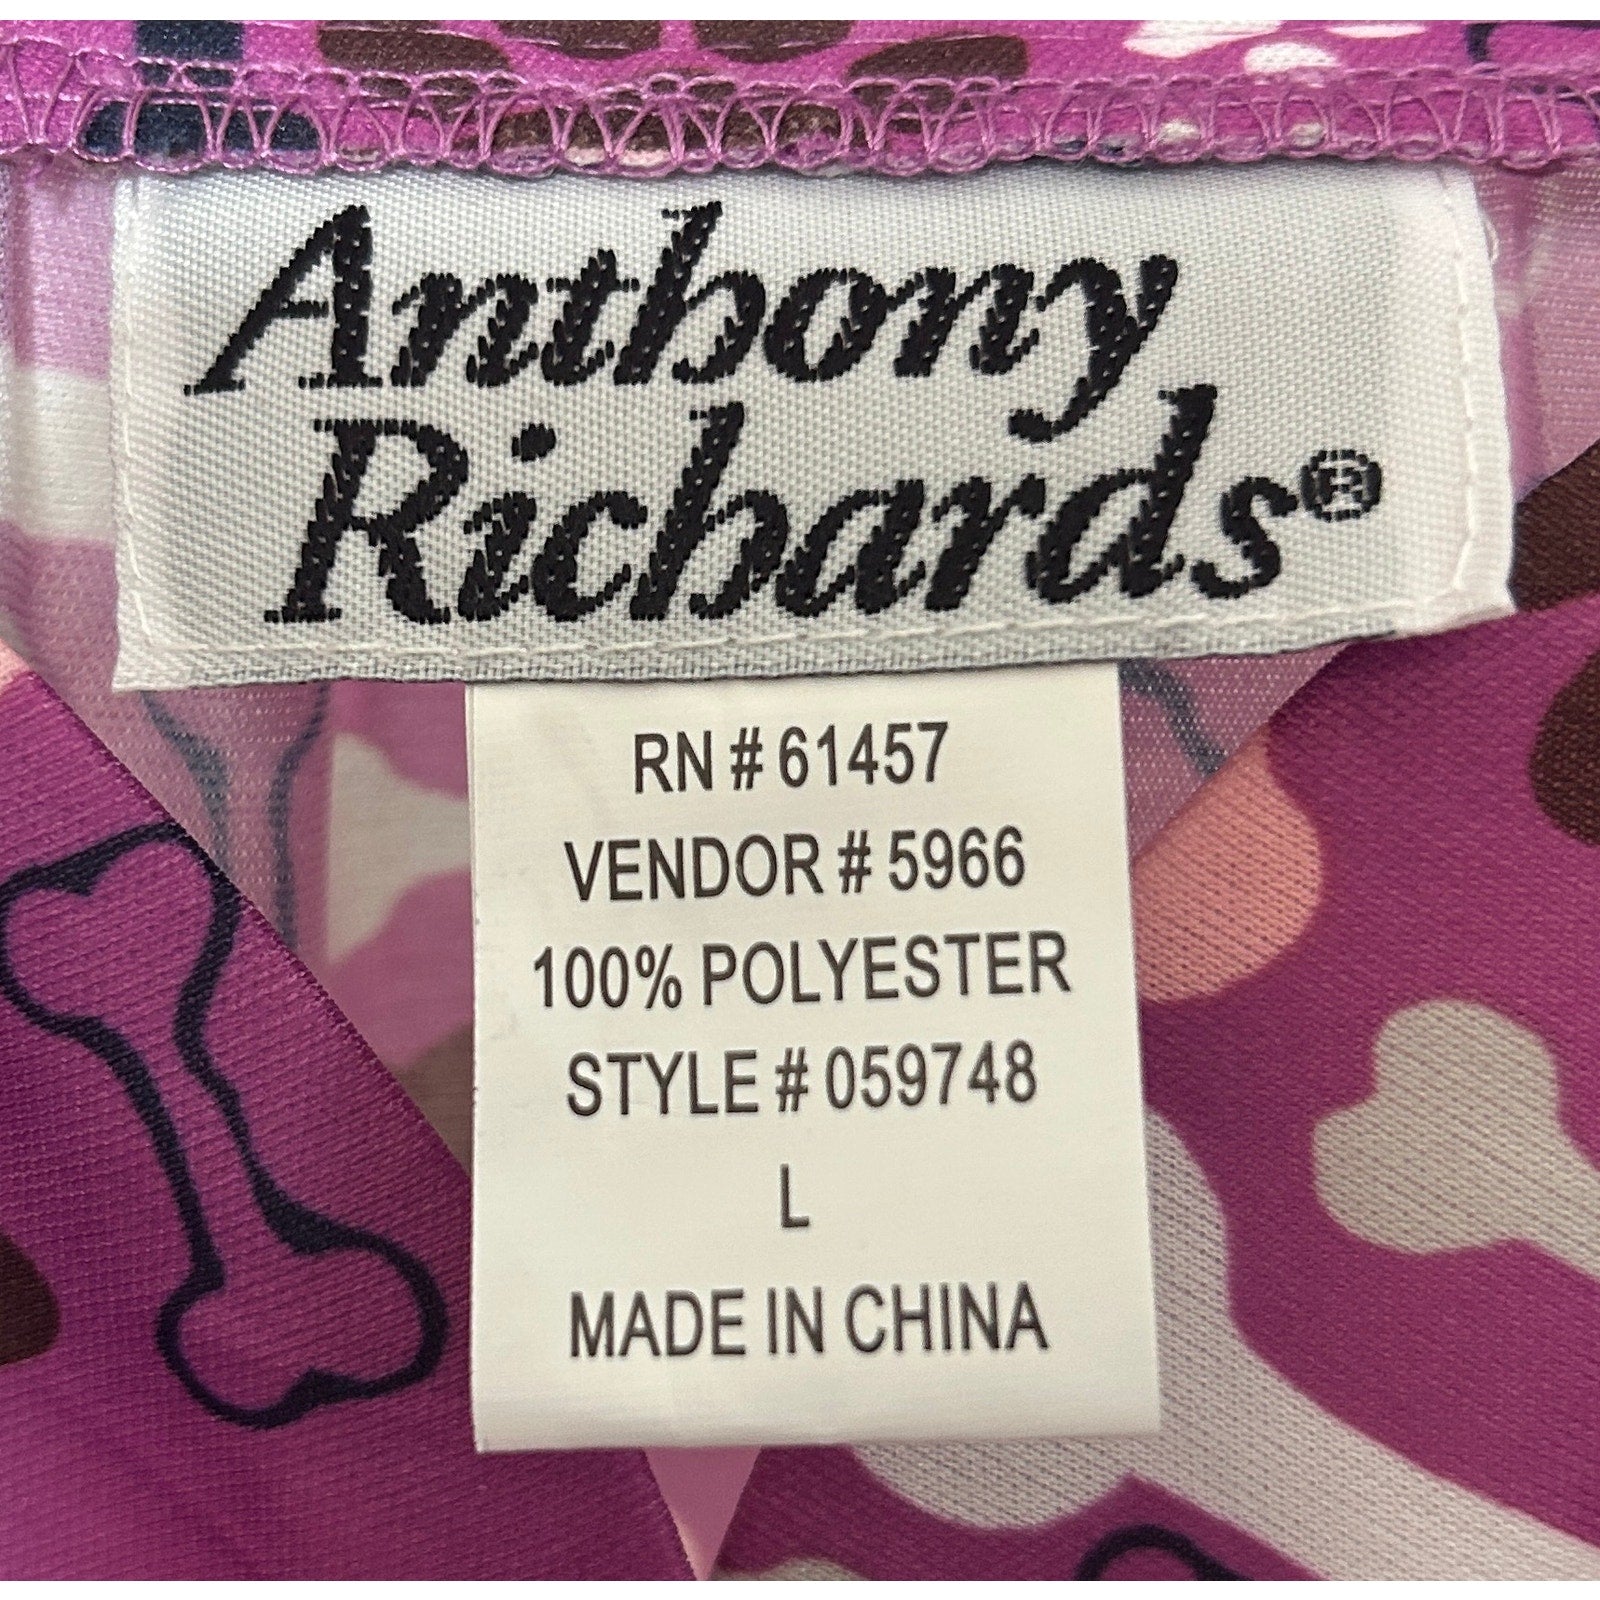 Anthony
Richards®
RN # 61457
VENDOR # 5966
100% POLYESTER
STYLE # 059748
L
MADE IN CHINA